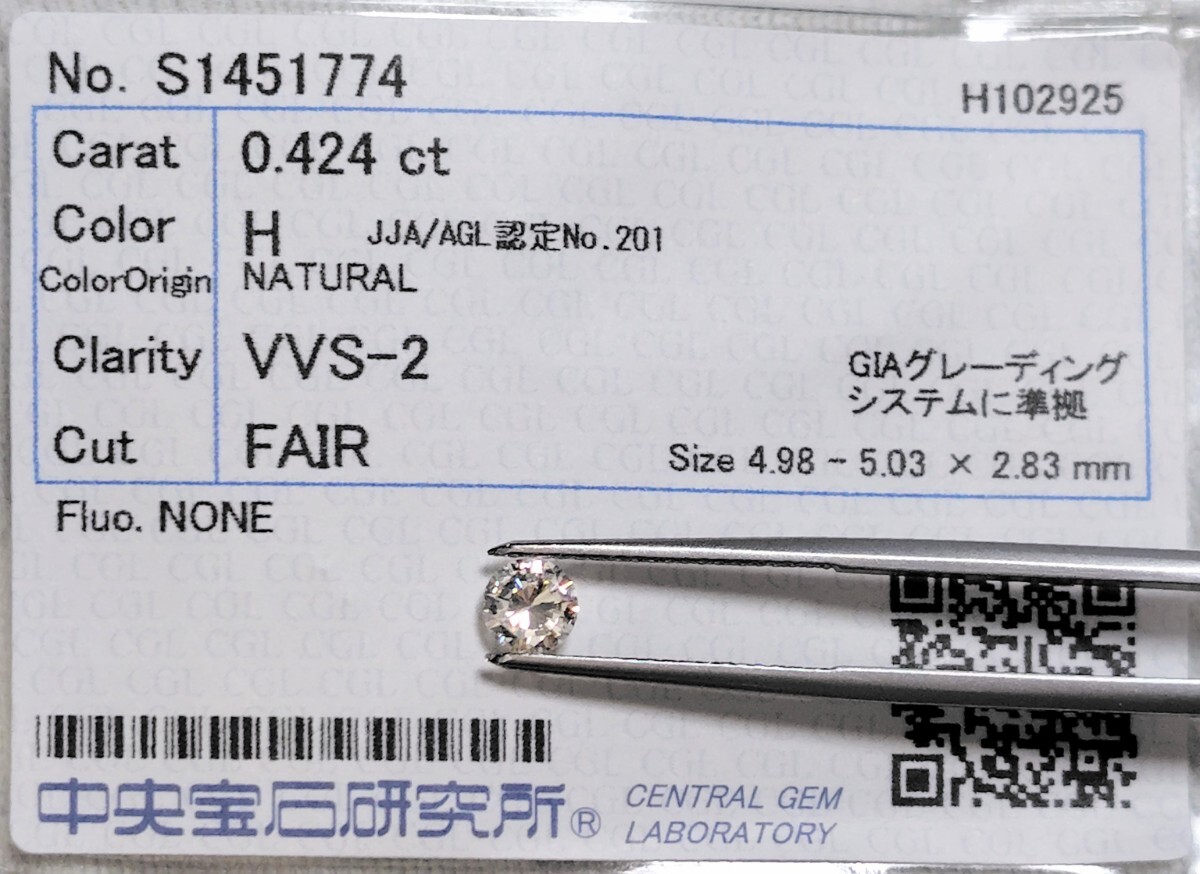 No. S1451774
H102925
Carat 0.424 ct
Color H JJA/AGL認定No.201
ColorOrigin NATURAL
Clarity VVS-2
GIAグレーディング
システムに準拠
Cut FAIR
Size 4.98 - 5.03 × 2.83 mm
Fluo. NONE
中央宝石研究所® CENTRAL GEM
LABORATORY